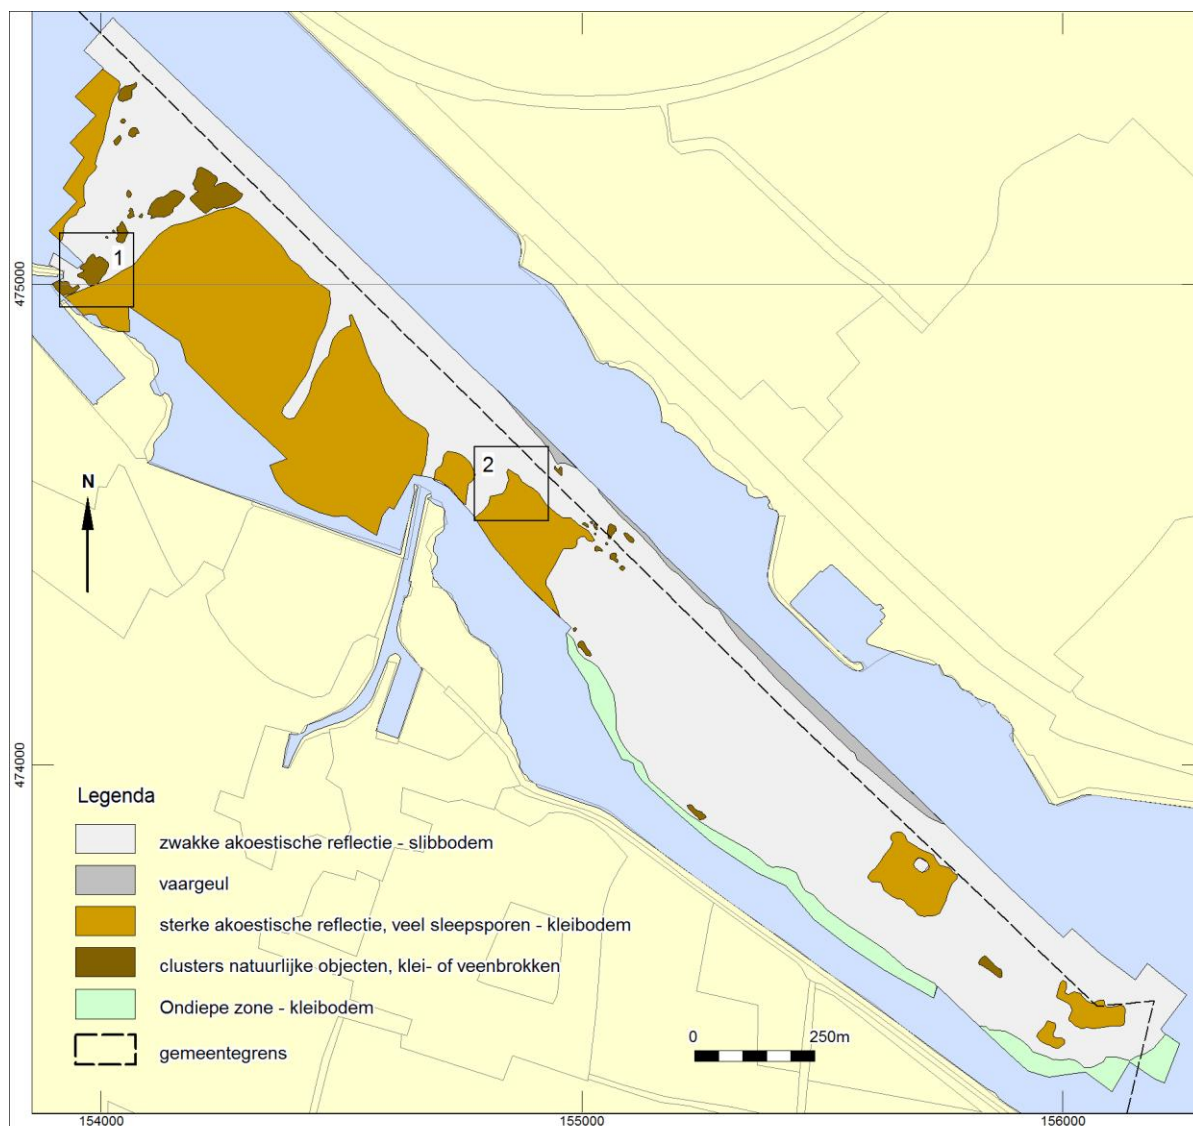 1
475000
2
N
474000
Legenda
zwakke akoestische reflectie - slibbodem
vaargeul
sterke akoestische reflectie, veel sleepsporen - kleibodem
clusters natuurlijke objecten, klei- of veenbrokken
Ondiepe zone - kleibodem
gemeentegrens
0 250m
154000 155000 156000